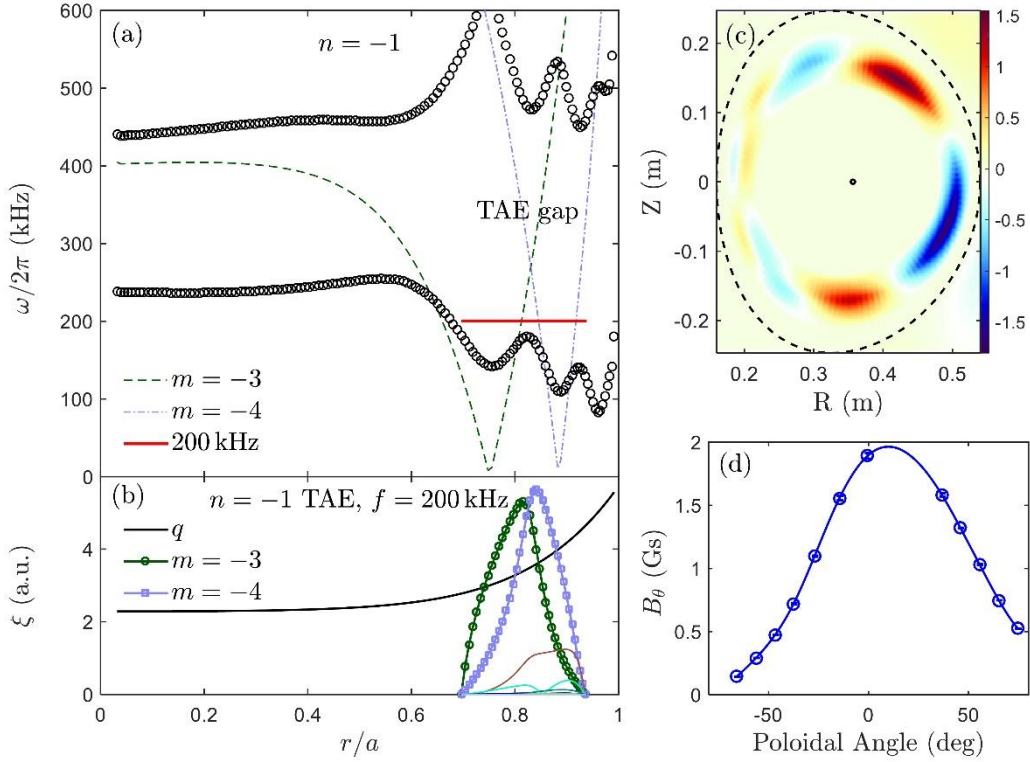 (a)
n = −1
600
500
400
300
200
100
0
ω/2π (kHz)
TAE gap
m = −3
m = −4
200 kHz
(b)
n = −1 TAE, f = 200 kHz
q
m = −3
m = −4
4
2
0
ξ (a.u.)
0 0.2 0.4 0.6 0.8 1
r/a
(c)
0.2
0.1
0
-0.1
-0.2
Z (m)
0.2 0.3 0.4 0.5
R (m)
1.5
1
0.5
0
-0.5
-1
-1.5
(d)
2
1.5
1
0.5
0
Bθ (Gs)
-50 0 50
Poloidal Angle (deg)